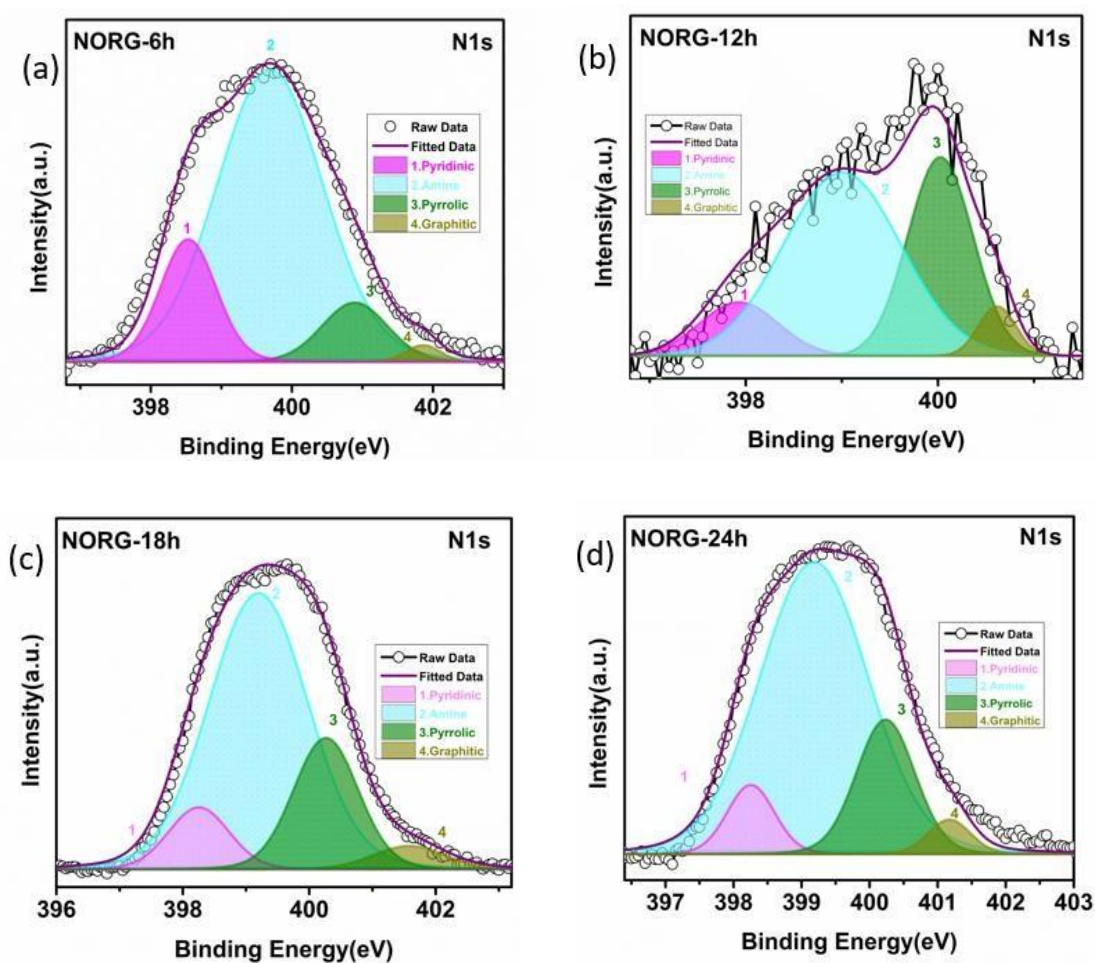 (a)
NORG-6h
N1s
2
Raw Data
Fitted Data
1.Pyridinic
2.Amine
3.Pyrrolic
4.Graphitic
1
3
4
Intensity(a.u.)
398 400 402
Binding Energy(eV)
(b)
NORG-12h
N1s
Raw Data
Fitted Data
1.Pyridinic
2.Amine
3.Pyrrolic
4.Graphitic
3
2
1
4
Intensity(a.u.)
398 400
Binding Energy(eV)
(c)
NORG-18h
N1s
2
Raw Data
Fitted Data
1.Pyridinic
2.Amine
3.Pyrrolic
4.Graphitic
3
1
4
Intensity(a.u.)
396 398 400 402
Binding Energy(eV)
(d)
NORG-24h
N1s
2
Raw Data
Fitted Data
1.Pyridinic
2.Amine
3.Pyrrolic
4.Graphitic
3
1
4
Intensity(a.u.)
397 398 399 400 401 402 403
Binding Energy(eV)